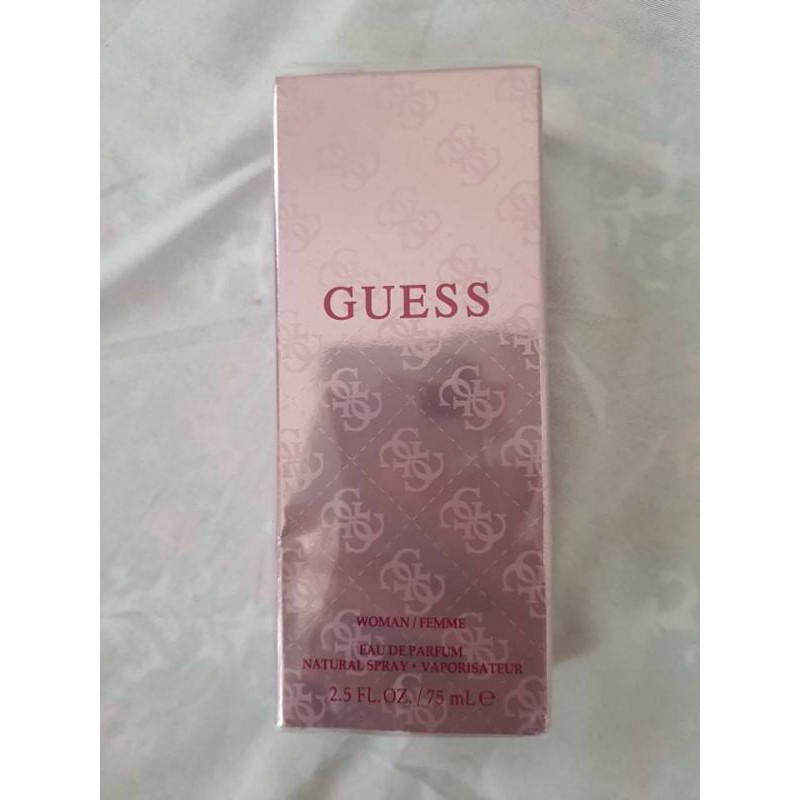 GUESS
WOMAN / FEMME
EAU DE PARFUM
NATURAL SPRAY • VAPORISATEUR
2.5 FL.OZ. / 75 mL ℮